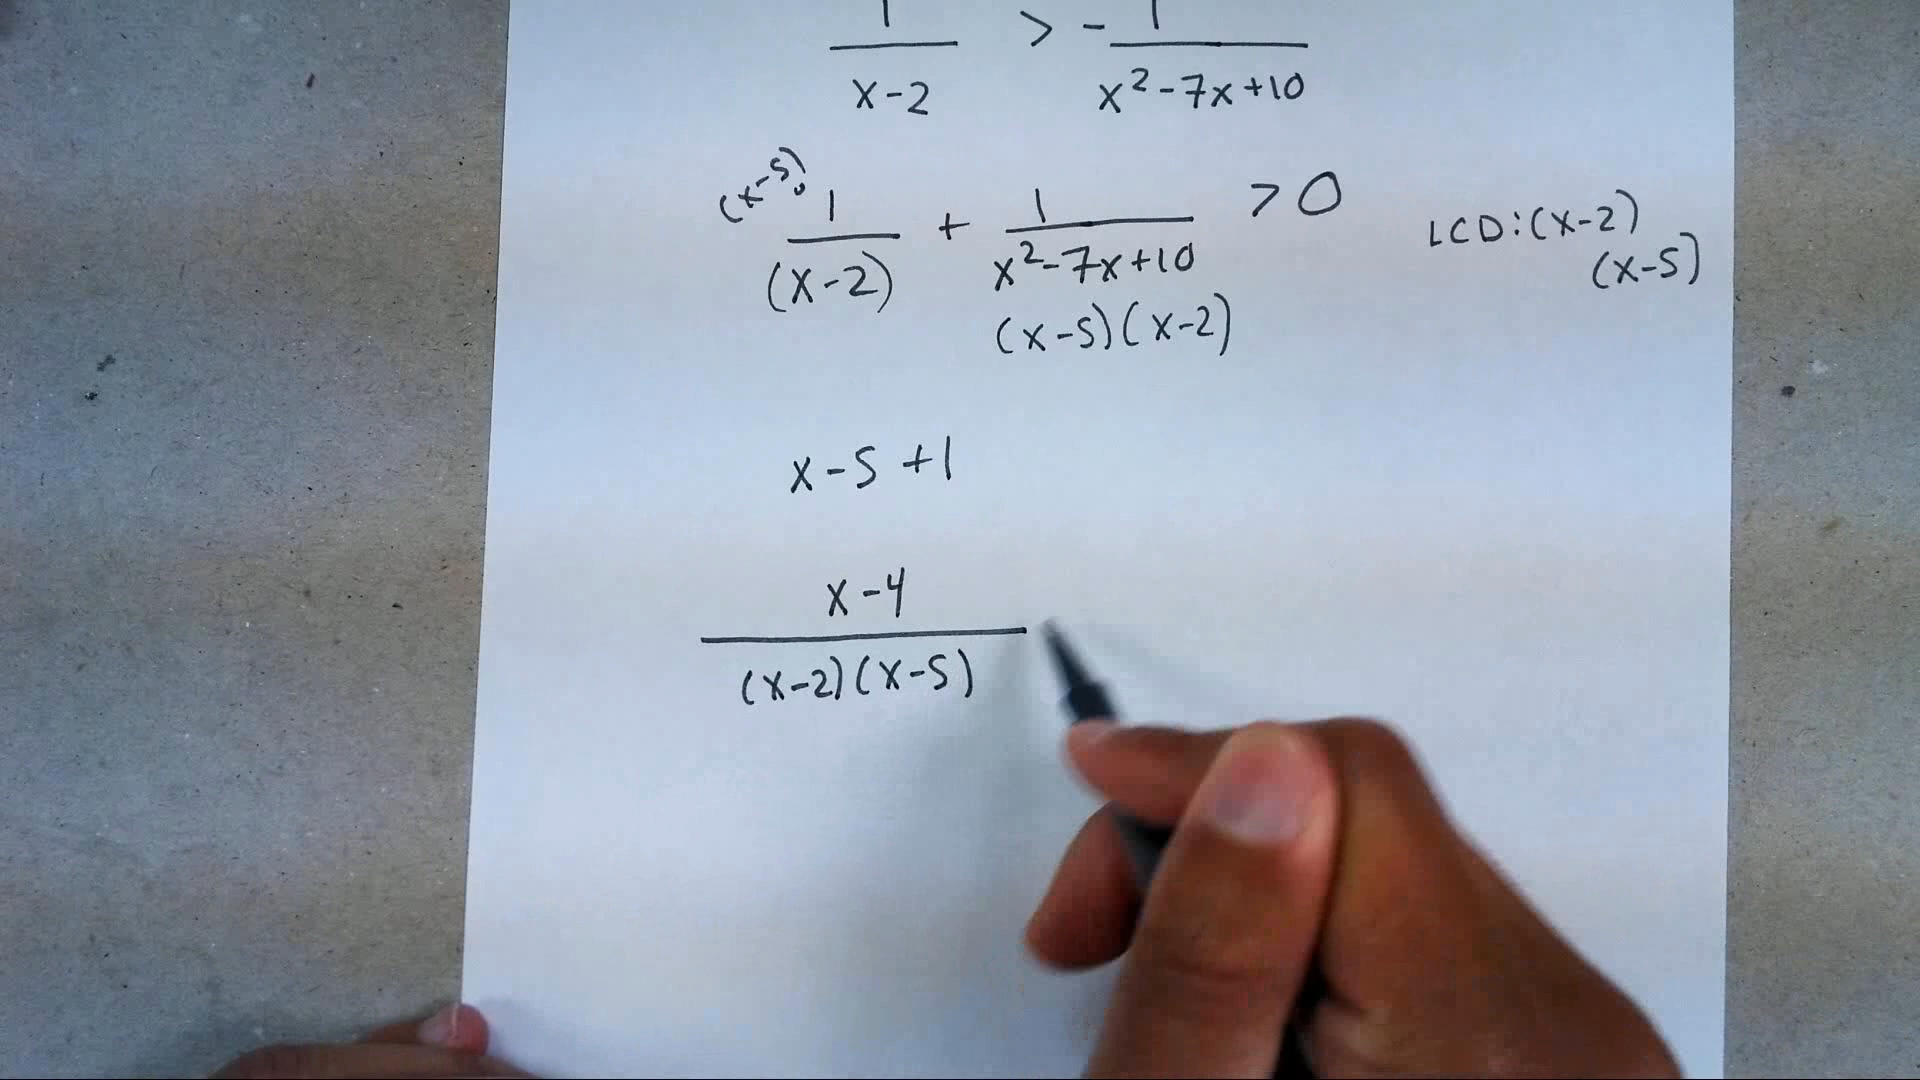 1 > - 1
x-2 x²-7x+10
(x-5)· 1 + 1 > 0
(x-2) x²-7x+10
(x-5)(x-2)
LCD:(x-2)
(x-5)
x-5+1
x-4
(x-2)(x-5)